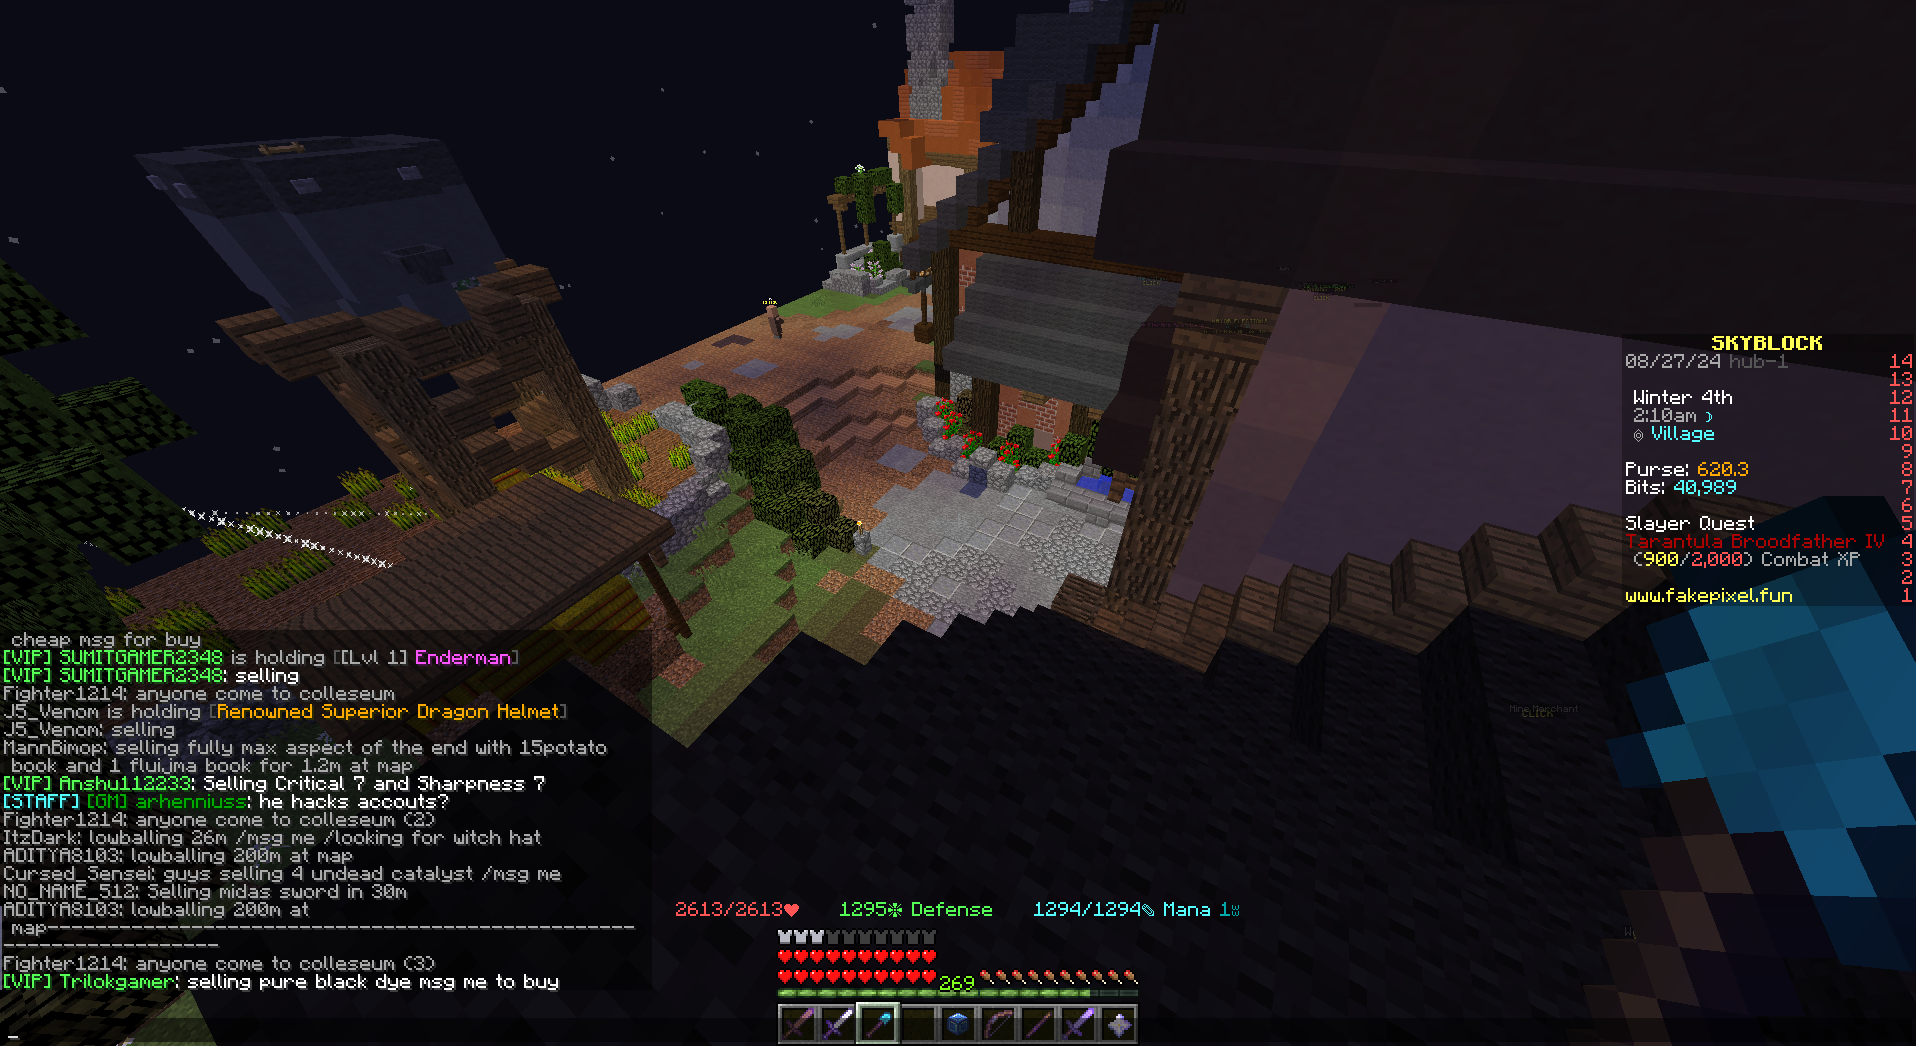 SKYBLOCK
08/27/24 hub-1 14
13
Winter 4th 12
2:10am ☽ 11
Village 10
9
Purse: 620.3 8
Bits: 40,989 7
6
Slayer Quest 5
Tarantula Broodfather IV 4
(900/2,000) Combat XP 3
2
www.fakepixel.fun 1
CLICK
Mine Merchant
CLICK
cheap msg for buy
[VIP] SUMITGAMER2348 is holding [[Lvl 1] Enderman]
[VIP] SUMITGAMER2348: selling
Fighter1214: anyone come to colleseum
J5_Venom is holding [Renowned Superior Dragon Helmet]
J5_Venom: selling
MannBimop: selling fully max aspect of the end with 15potato
book and 1 flui,jma book for 1.2m at map
[VIP] Anshu112233: Selling Critical 7 and Sharpness 7
[STAFF] [GM] arhenniuss: he hacks accouts?
Fighter1214: anyone come to colleseum (2)
ItzDark: lowballing 26m /msg me /looking for witch hat
ADITYA8103: lowballing 200m at map
Cursed_Sensei: guys selling 4 undead catalyst /msg me
NO_NAME_512: Selling midas sword in 30m
ADITYA8103: lowballing 200m at
map-----------------------------------------------------
-------------------
Fighter1214: anyone come to colleseum (3)
[VIP] Trilokgamer: selling pure black dye msg me to buy
2613/2613❤ 1295 Defense 1294/1294 Mana 1
269